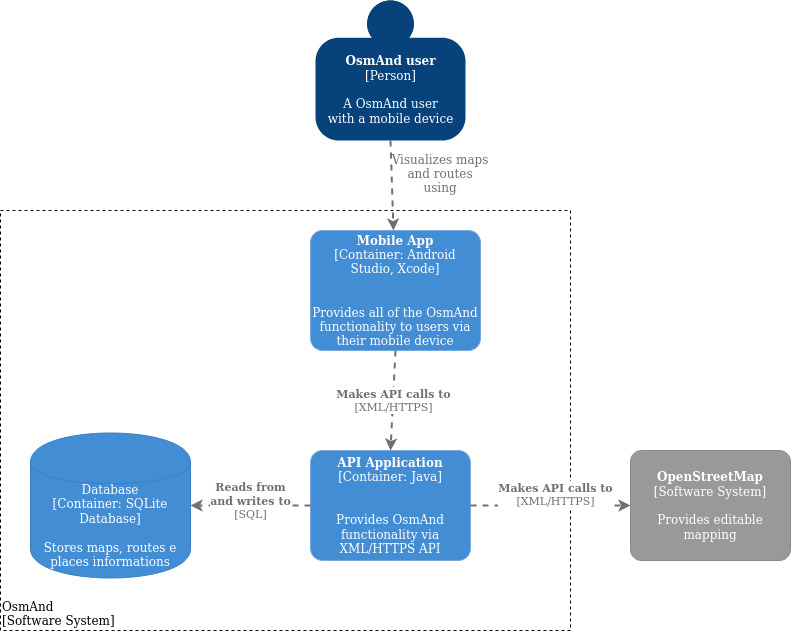 OsmAnd user
[Person]
A OsmAnd user
with a mobile device
Visualizes maps
and routes
using
Mobile App
[Container: Android
Studio, Xcode]
Provides all of the OsmAnd
functionality to users via
their mobile device
Makes API calls to
[XML/HTTPS]
Database
[Container: SQLite
Database]
Stores maps, routes e
places informations
Reads from
and writes to
[SQL]
API Application
[Container: Java]
Provides OsmAnd
functionality via
XML/HTTPS API
Makes API calls to
[XML/HTTPS]
OpenStreetMap
[Software System]
Provides editable
mapping
OsmAnd
[Software System]